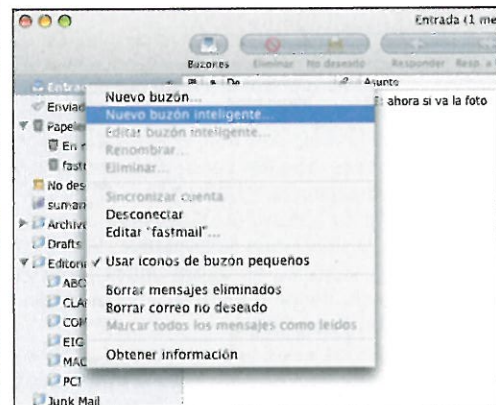 Entrada (1 me
Buzones Eliminar No deseado Responder Resp. a
De Asunto
Entrad
Enviad
: ahora si va la foto
Papele
En
fast
No des
suman
Archiv
Drafts
Editoria
ABC
CLA
COM
EIG
MAC
PCI
Junk Mail
Nuevo buzón...
Nuevo buzón inteligente...
Editar buzón inteligente...
Renombrar...
Eliminar...
Sincronizar cuenta
Desconectar
Editar "fastmail"...
✓ Usar iconos de buzón pequeños
Borrar mensajes eliminados
Borrar correo no deseado
Marcar todos los mensajes como leídos
Obtener información